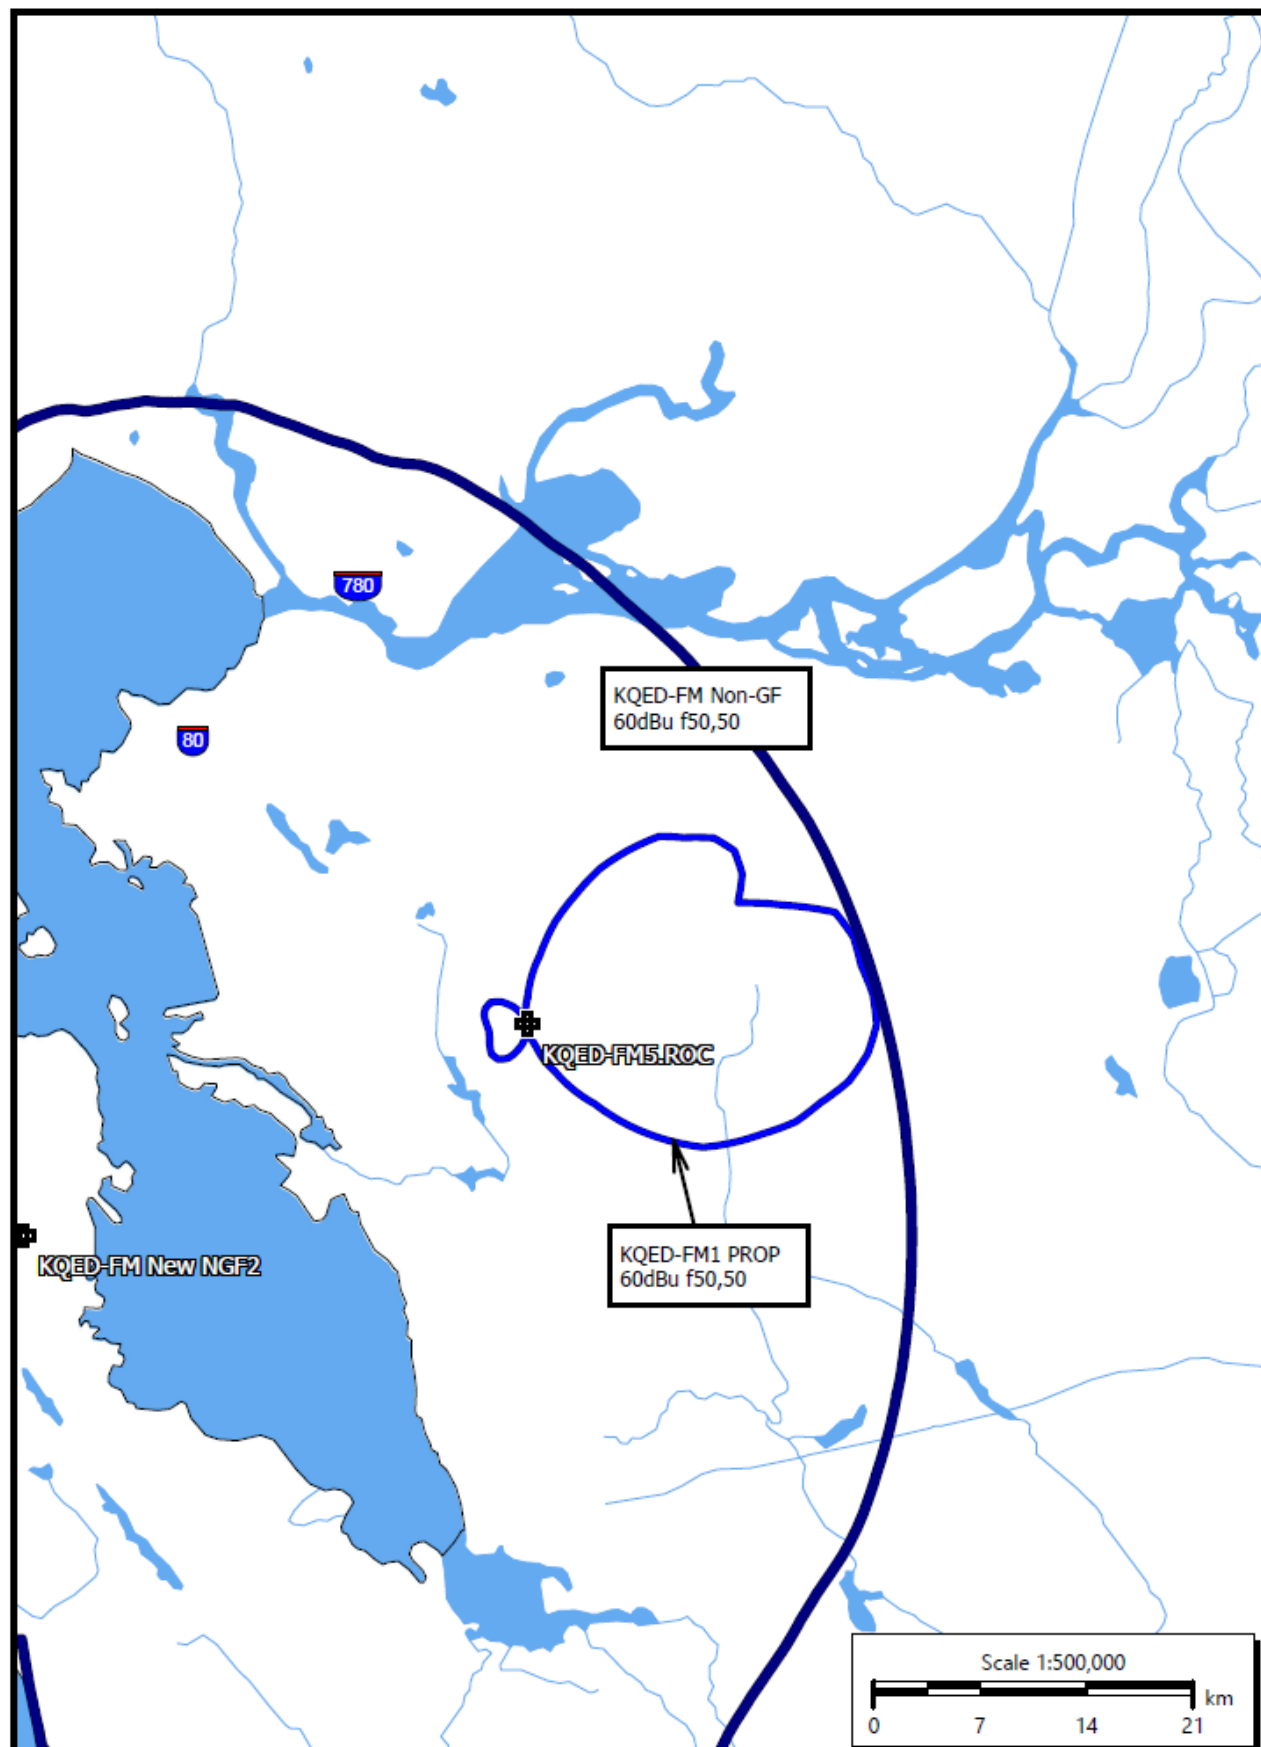 780
KQED-FM Non-GF
60dBu f50,50
80
KQED-FM5.ROC
KQED-FM New NGF2
KQED-FM1 PROP
60dBu f50,50
Scale 1:500,000
km
0 7 14 21